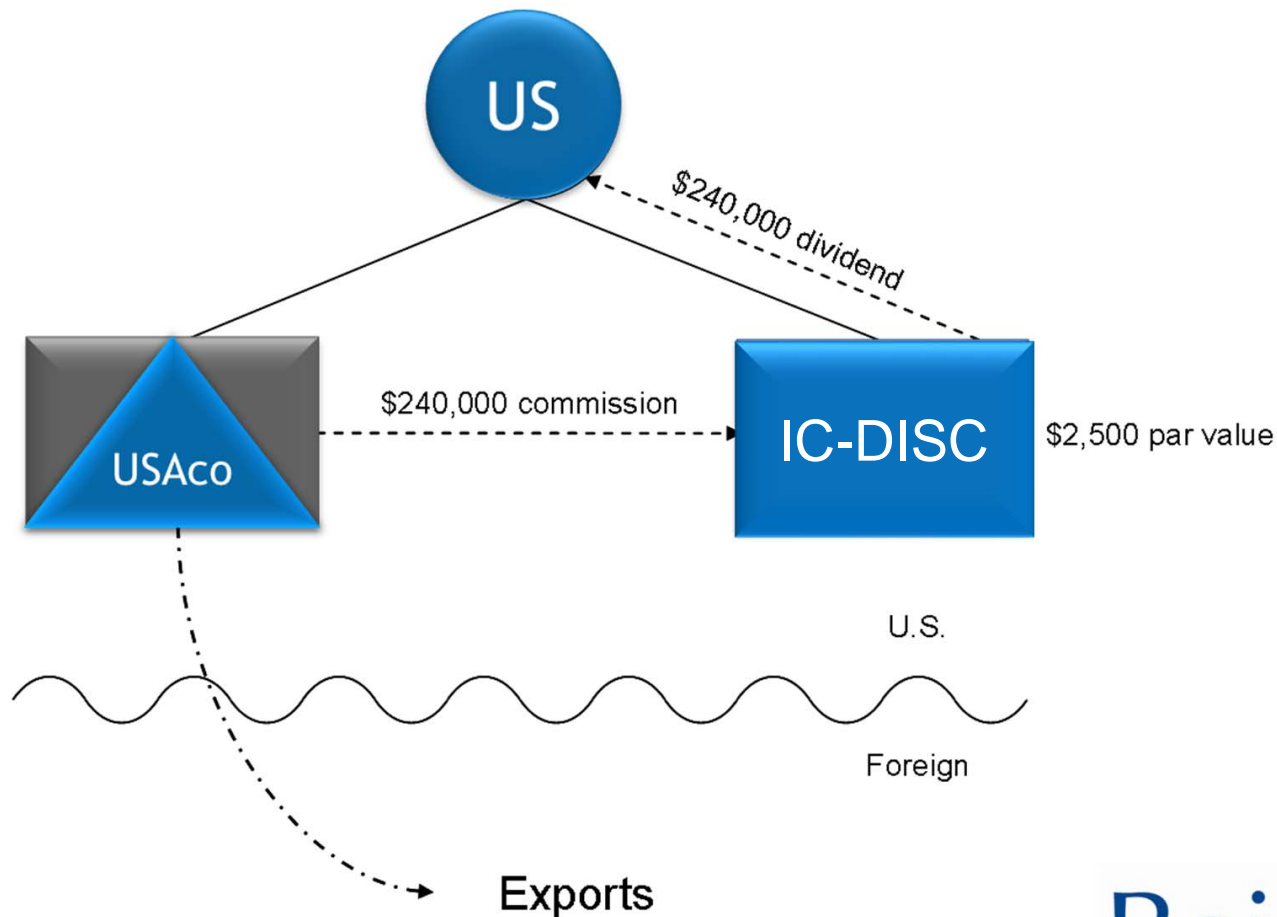 US
$240,000 dividend
USAco
$240,000 commission
IC-DISC
$2,500 par value
U.S.
Foreign
Exports